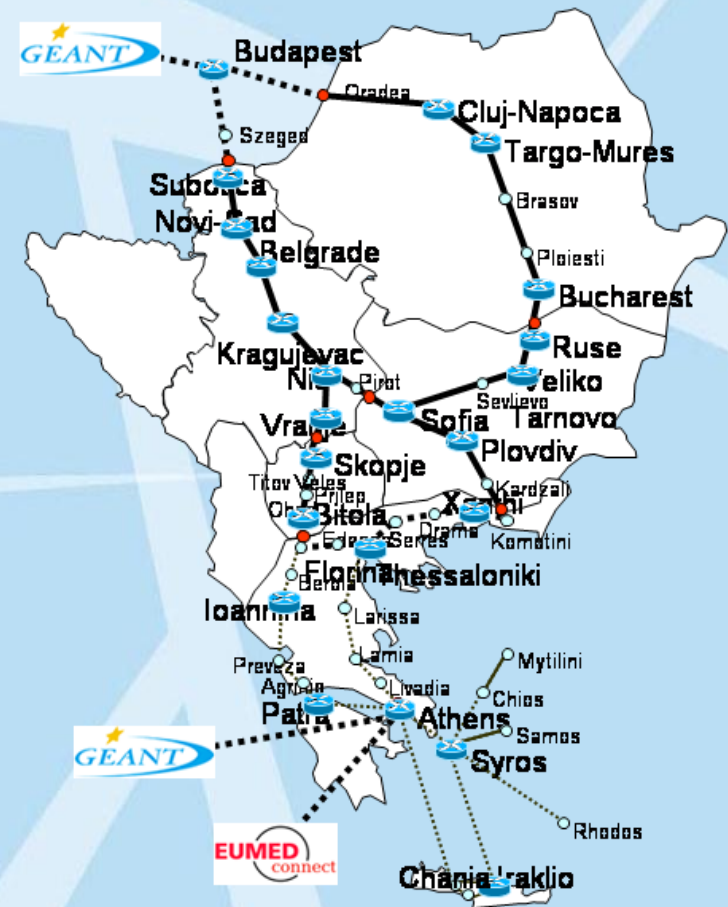 GEANT
Budapest
Oradea
Cluj-Napoca
Szeged
Targo-Mures
Subotica
Brasov
Novi-Sad
Belgrade
Ploiesti
Bucharest
Kragujevac
Ruse
Nis
Pirot
Veliko
Sevlievo
Tarnovo
Vranje
Sofia
Plovdiv
Skopje
Titov Veles
Kardzali
Prilep
Xanthi
Bitola
Drama
Komotini
Edessa
Serres
Florina
Thessaloniki
Beroia
Ioannina
Larissa
Preveza
Lamia
Mytilini
Agrinio
Livadia
Chios
Patra
Athens
Samos
GEANT
Syros
Rhodos
EUMED
connect
Chania
Iraklio